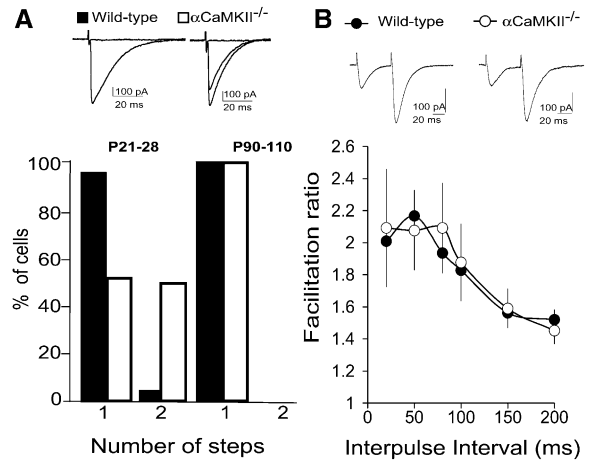 A
Wild-type
αCaMKII-/-
100 pA
20 ms
100 pA
20 ms
P21-28
P90-110
100
80
60
40
20
0
% of cells
1
2
1
2
Number of steps
B
Wild-type
αCaMKII-/-
100 pA
20 ms
100 pA
20 ms
2.6
2.4
2.2
2
1.8
1.6
1.4
1.2
1
Facilitation ratio
0
50
100
150
200
Interpulse Interval (ms)